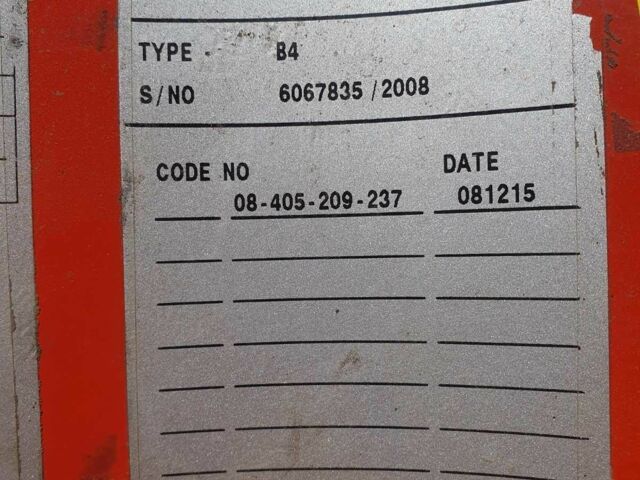 TYPE B4
S/NO 6067835 / 2008
CODE NO DATE
08-405-209-237 081215